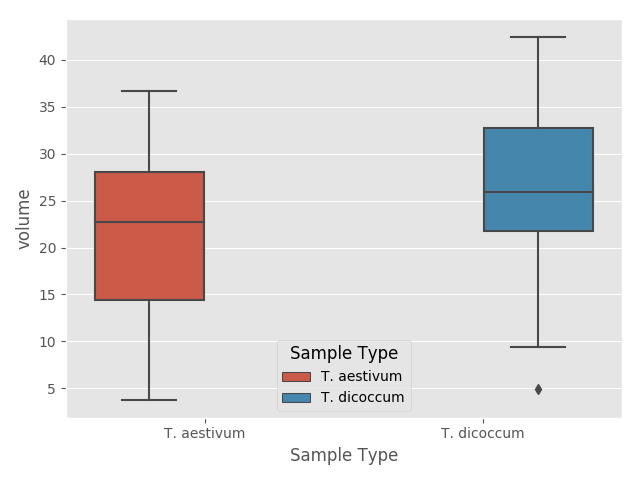 40
35
30
25
20
15
10
5
volume
Sample Type
T. aestivum
T. dicoccum
T. aestivum
T. dicoccum
Sample Type